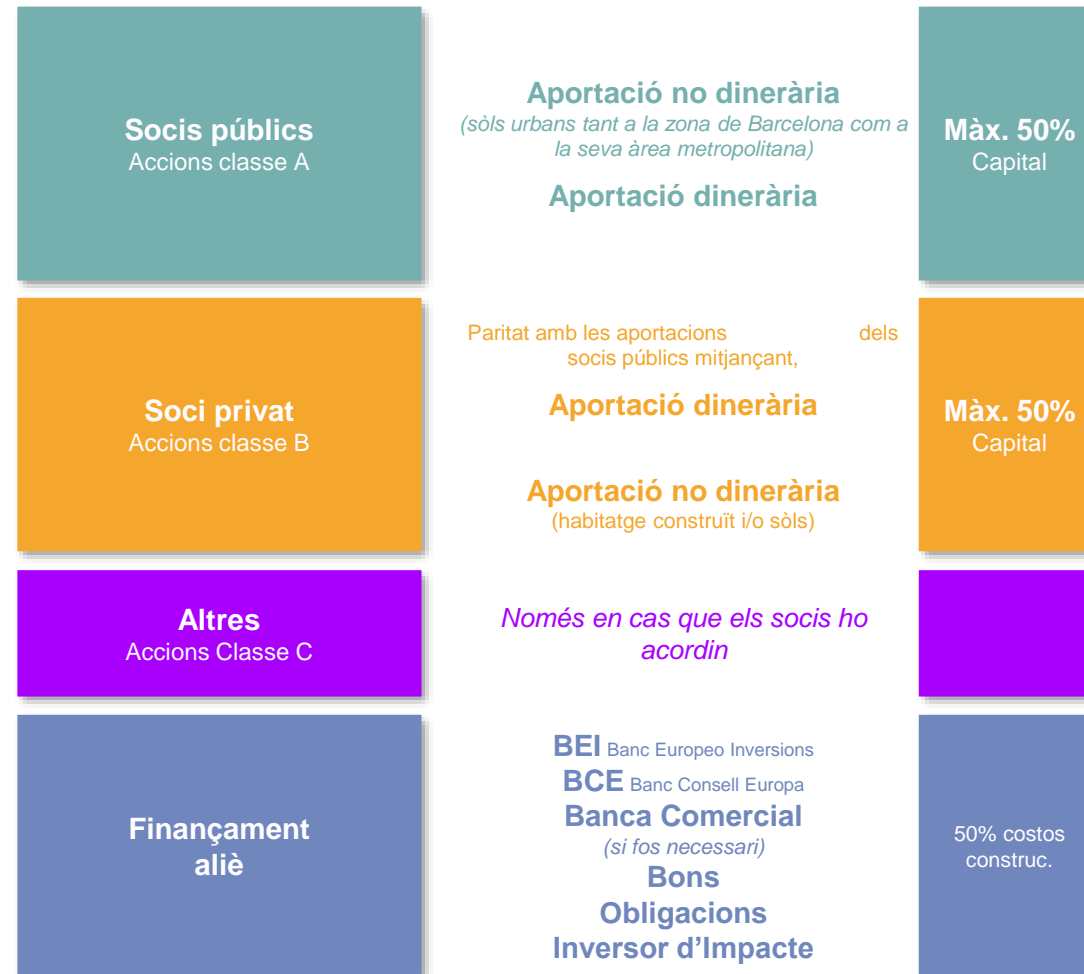 Socis públics
Accions classe A
Aportació no dinerària
(sòls urbans tant a la zona de Barcelona com a
la seva àrea metropolitana)
Aportació dinerària
Màx. 50%
Capital
Soci privat
Accions classe B
Paritat amb les aportacions dels
socis públics mitjançant,
Aportació dinerària
Aportació no dinerària
(habitatge construït i/o sòls)
Màx. 50%
Capital
Altres
Accions Classe C
Només en cas que els socis ho
acordin
Finançament
aliè
BEI Banc Europeo Inversions
BCE Banc Consell Europa
Banca Comercial
(si fos necessari)
Bons
Obligacions
Inversor d'Impacte
50% costos
construc.